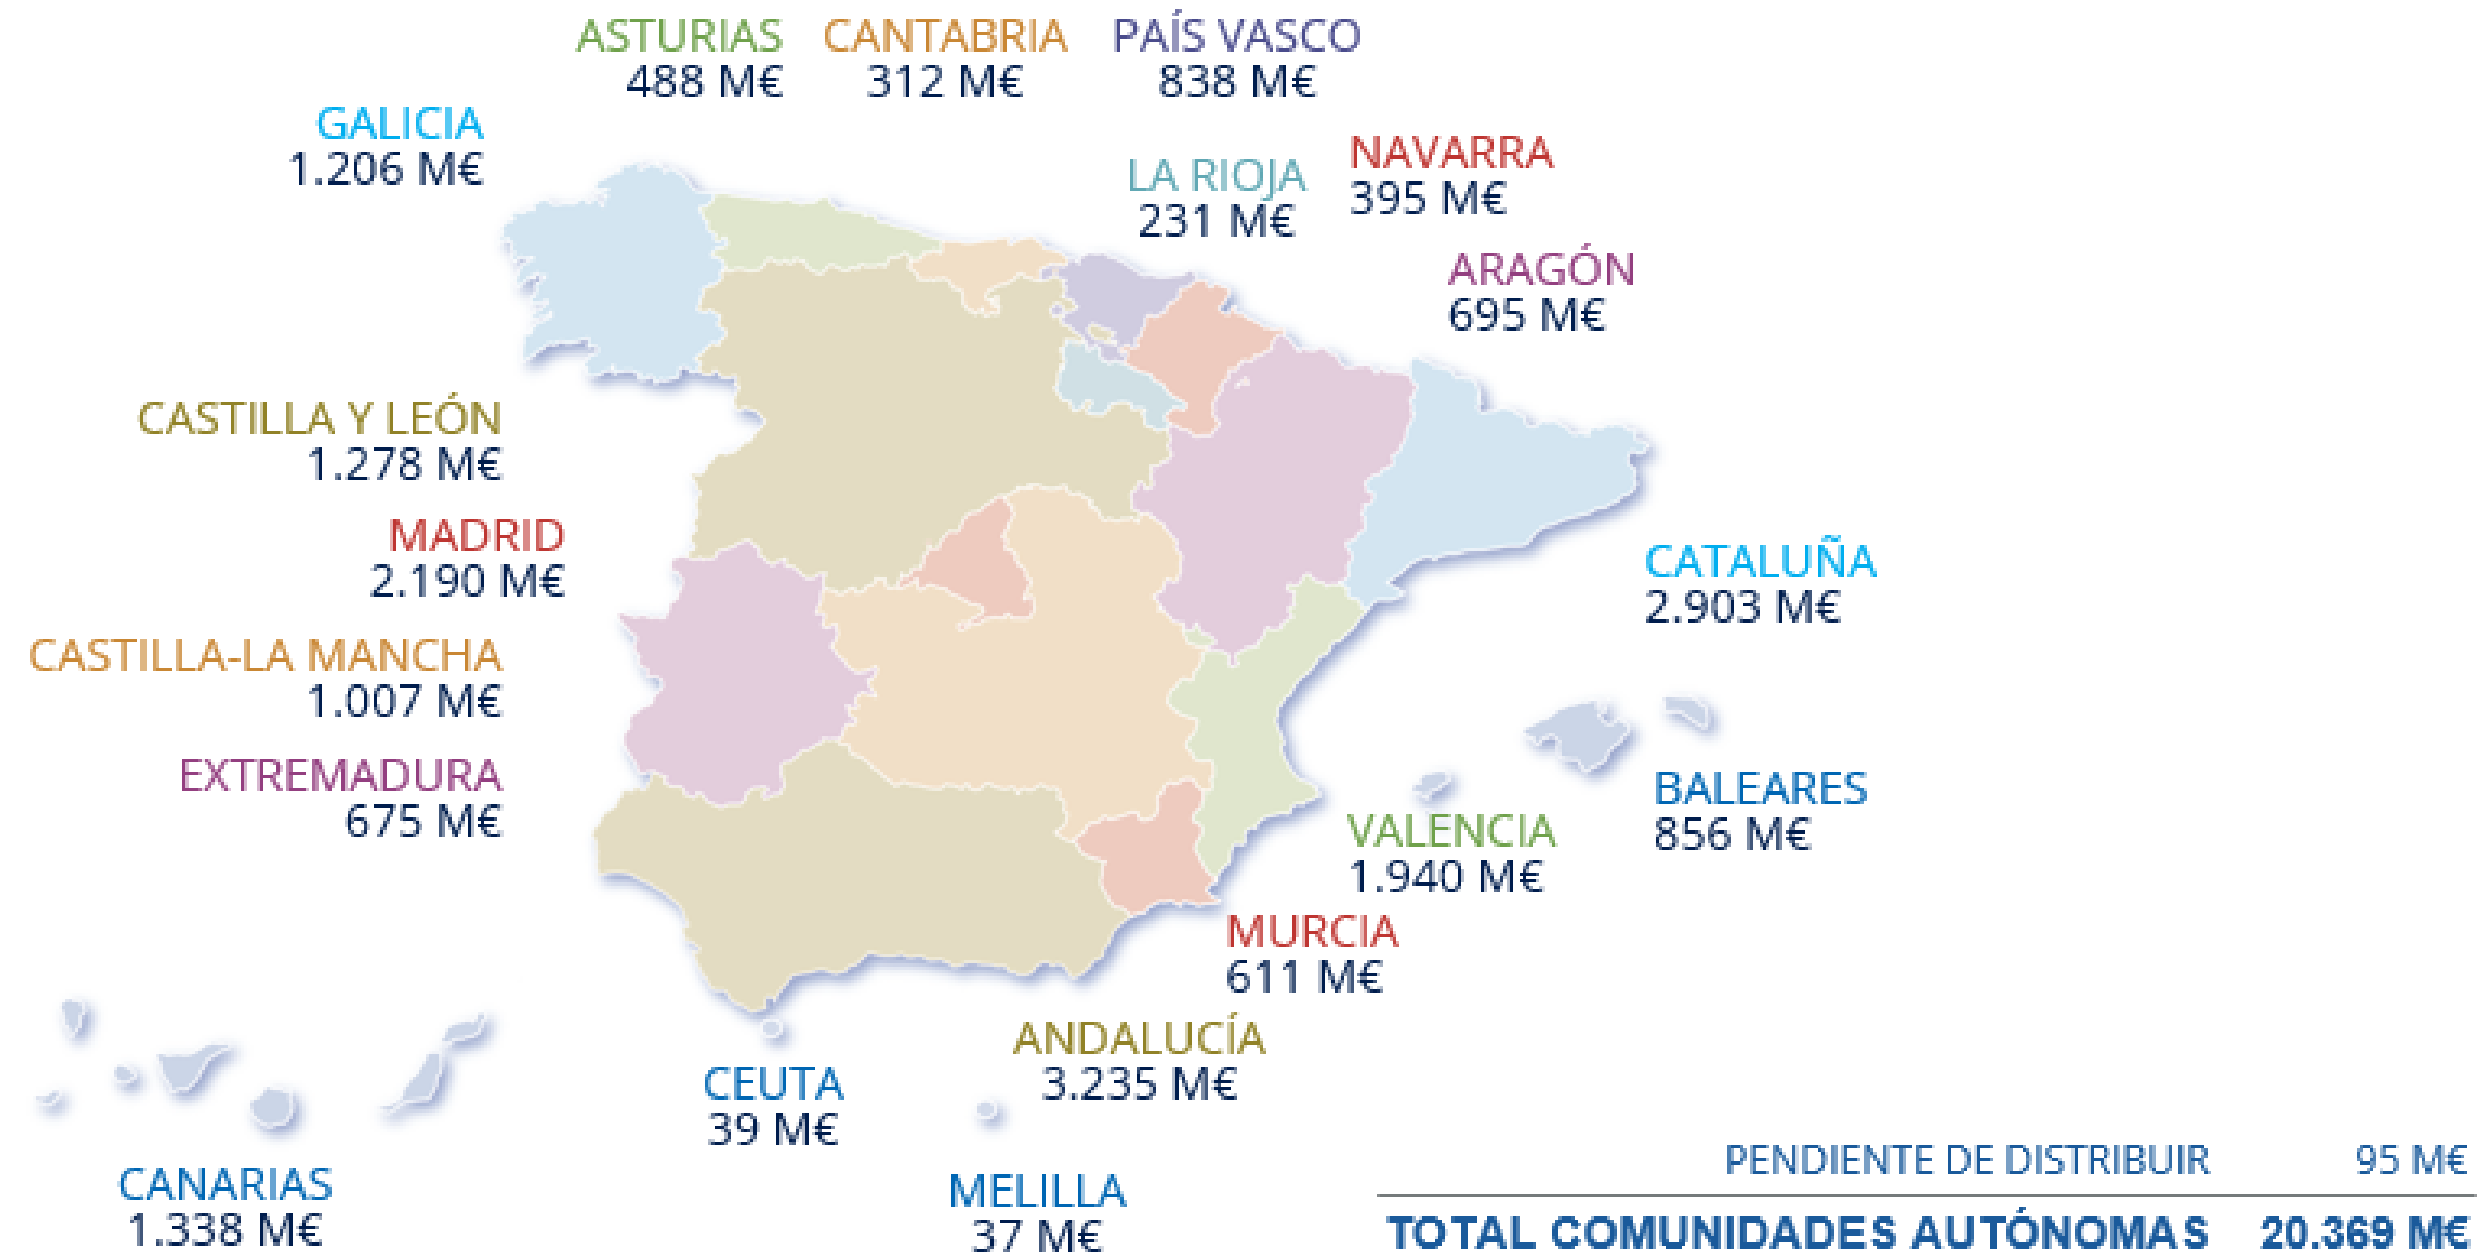 ASTURIAS
488 M€
CANTABRIA
312 M€
PAÍS VASCO
838 M€
GALICIA
1.206 M€
LA RIOJA
231 M€
NAVARRA
395 M€
ARAGÓN
695 M€
CASTILLA Y LEÓN
1.278 M€
MADRID
2.190 M€
CATALUÑA
2.903 M€
CASTILLA-LA MANCHA
1.007 M€
EXTREMADURA
675 M€
BALEARES
856 M€
VALENCIA
1.940 M€
MURCIA
611 M€
ANDALUCÍA
3.235 M€
CEUTA
39 M€
MELILLA
37 M€
CANARIAS
1.338 M€
PENDIENTE DE DISTRIBUIR 95 M€
TOTAL COMUNIDADES AUTÓNOMAS 20.369 M€